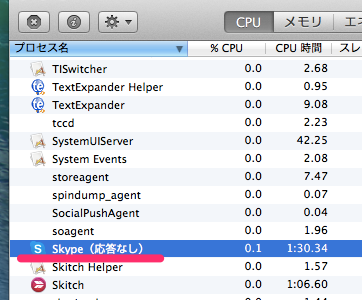 CPU メモリ エネ
プロセス名 % CPU CPU 時間 スレ
TISwitcher 0.0 2.68
TextExpander Helper 0.0 0.95
TextExpander 0.0 9.08
tccd 0.0 2.23
SystemUIServer 0.0 42.25
System Events 0.0 2.08
storeagent 0.0 7.47
spindump_agent 0.0 0.07
SocialPushAgent 0.0 0.04
soagent 0.0 1.96
Skype（応答なし） 0.1 1:30.34
Skitch Helper 0.0 1.57
Skitch 0.0 1:06.60